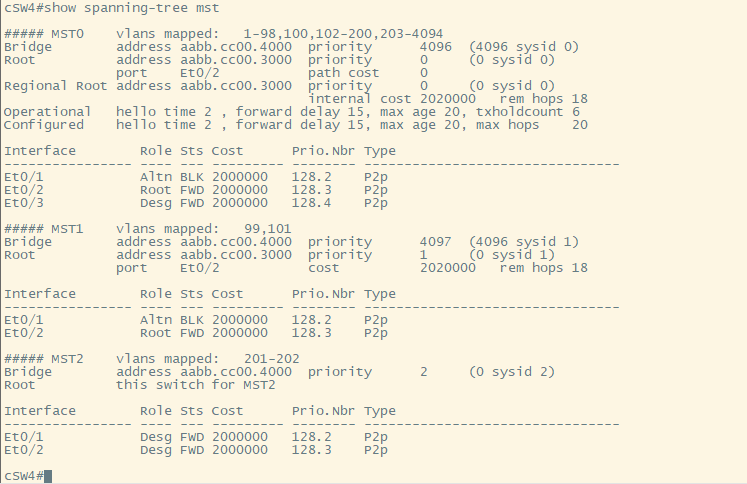 cSW4#show spanning-tree mst
##### MST0    vlans mapped:   1-98,100,102-200,203-4094
Bridge        address aabb.cc00.4000  priority      4096  (4096 sysid 0)
Root          address aabb.cc00.3000  priority      0     (0 sysid 0)
              port    Et0/2           path cost     0
Regional Root address aabb.cc00.3000  priority      0     (0 sysid 0)
                                      internal cost 2020000   rem hops 18
Operational   hello time 2 , forward delay 15, max age 20, txholdcount 6
Configured    hello time 2 , forward delay 15, max age 20, max hops    20
Interface        Role Sts Cost      Prio.Nbr Type
---------------- ---- --- --------- -------- --------------------------------
Et0/1            Altn BLK 2000000   128.2    P2p
Et0/2            Root FWD 2000000   128.3    P2p
Et0/3            Desg FWD 2000000   128.4    P2p
##### MST1    vlans mapped:   99,101
Bridge        address aabb.cc00.4000  priority      4097  (4096 sysid 1)
Root          address aabb.cc00.3000  priority      1     (0 sysid 1)
              port    Et0/2           cost          2020000   rem hops 18
Interface        Role Sts Cost      Prio.Nbr Type
---------------- ---- --- --------- -------- --------------------------------
Et0/1            Altn BLK 2000000   128.2    P2p
Et0/2            Root FWD 2000000   128.3    P2p
##### MST2    vlans mapped:   201-202
Bridge        address aabb.cc00.4000  priority      2     (0 sysid 2)
Root          this switch for MST2
Interface        Role Sts Cost      Prio.Nbr Type
---------------- ---- --- --------- -------- --------------------------------
Et0/1            Desg FWD 2000000   128.2    P2p
Et0/2            Desg FWD 2000000   128.3    P2p
cSW4#